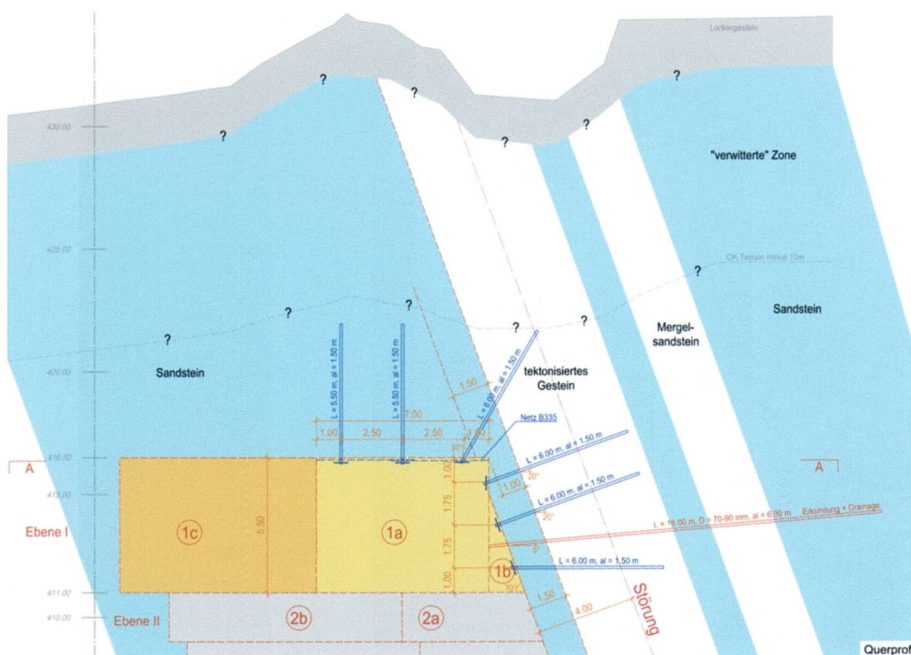 Lockergestein
?
?
?
?
?
?
430.00
"verwitterte" Zone
425.00
OK Terrain minus 10m
?
?
?
?
?
?
Sandstein
420.00
Sandstein
Mergel-
sandstein
tektonisiertes
Gestein
L = 5.50 m, al = 1.50 m
L = 5.50 m, al = 1.50 m
L = 6.00 m, al = 1.50 m
1.50
7.00
Netz B335
1.00
2.50
2.50
1.00
L = 6.00 m, al = 1.50 m
416.50
A
A
1.00
1.00
20°
415.00
L = 6.00 m, al = 1.50 m
20°
1.75
L = 15.00 m, D = 70-90 mm, al = 6.00 m
Erkundung + Drainage
5.50
Ebene I
1c
1a
5°
1.75
L = 6.00 m, al = 1.50 m
1b
1.00
70°
411.00
1.50
4.00
Störung
410.00
Ebene II
2b
2a
Querprof